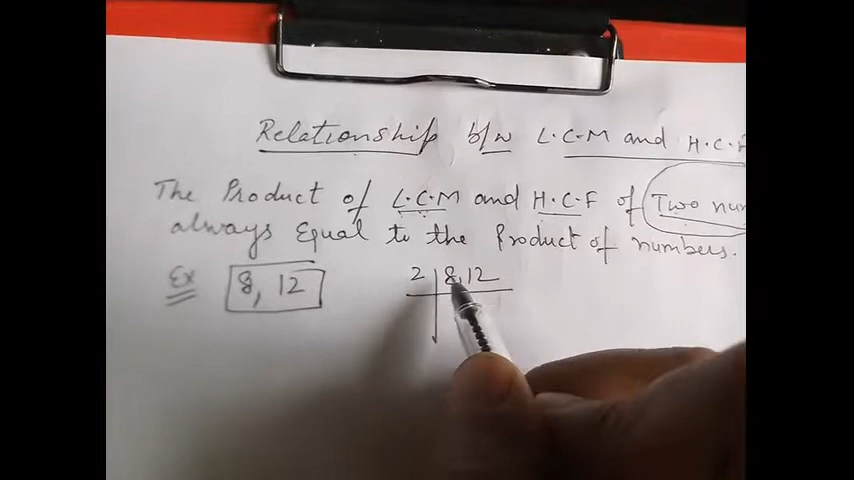 Relationship b/w L.C.M and H.C.F
The Product of L.C.M and H.C.F of Two
always Equal to the Product of numbers.
Ex 8, 12 2 8, 12